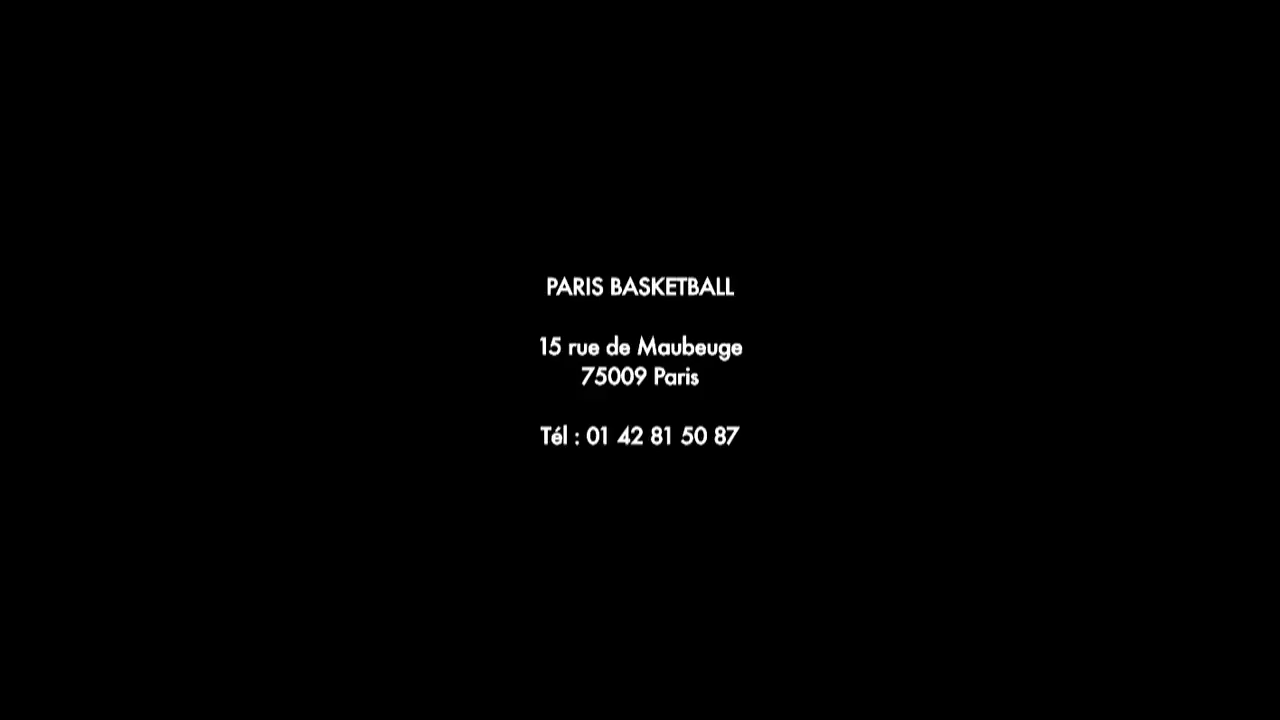 PARIS BASKETBALL
15 rue de Maubeuge
75009 Paris
Tél : 01 42 81 50 87